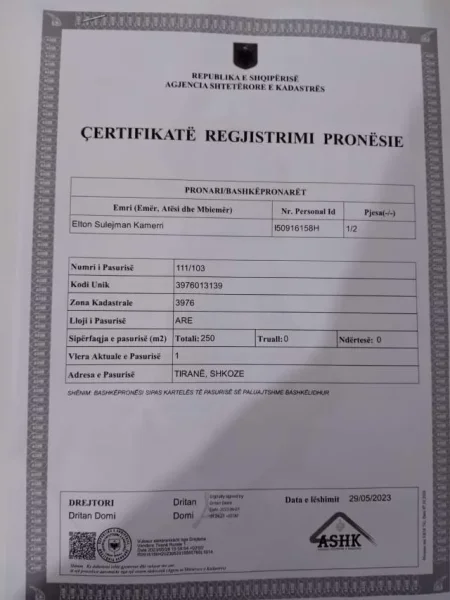 REPUBLIKA E SHQIPËRISË
AGJENCIA SHTETËRORE E KADASTRËS
ÇERTIFIKATË REGJISTRIMI PRONËSIE
PRONARI/BASHKËPRONARËT
Emri (Emër, Atësi dhe Mbiemër) Nr. Personal Id Pjesa(-/-)
Elton Sulejman Kamerri I50916158H 1/2
Numri i Pasurisë 111/103
Kodi Unik 3976013139
Zona Kadastrale 3976
Lloji i Pasurisë ARE
Sipërfaqja e pasurisë (m2) Totali: 250 Truall: 0 Ndërtesë: 0
Vlera Aktuale e Pasurisë 1
Adresa e Pasurisë TIRANË, SHKOZE
SHËNIM: BASHKËPRONËSI SIPAS KARTELËS TË PASURISË SË PALUAJTSHME BASHKËLIDHUR
DREJTORI
Dritan Domi
Dritan
Domi
Digitally signed by
Data e lëshimit 29/05/2023
ASHK